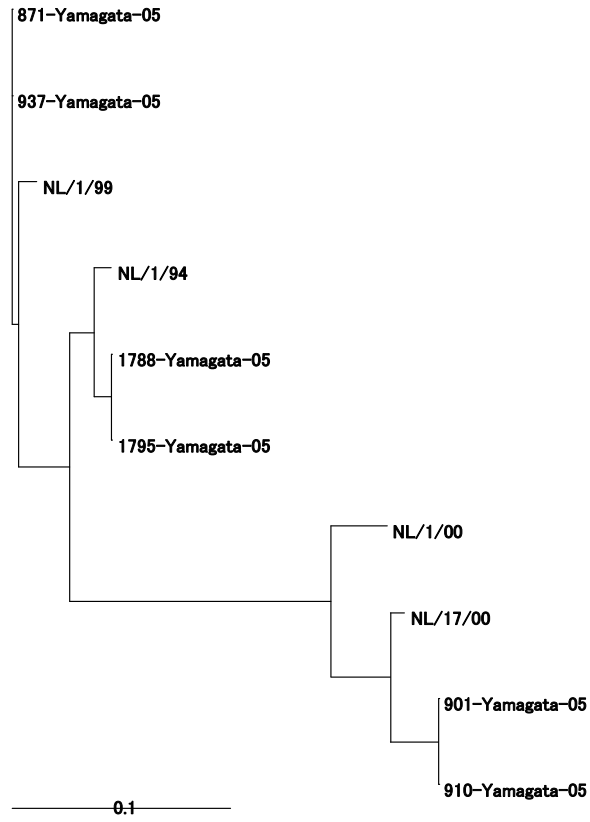 871-Yamagata-05
937-Yamagata-05
NL/1/99
NL/1/94
1788-Yamagata-05
1795-Yamagata-05
NL/1/00
NL/17/00
901-Yamagata-05
910-Yamagata-05
0.1